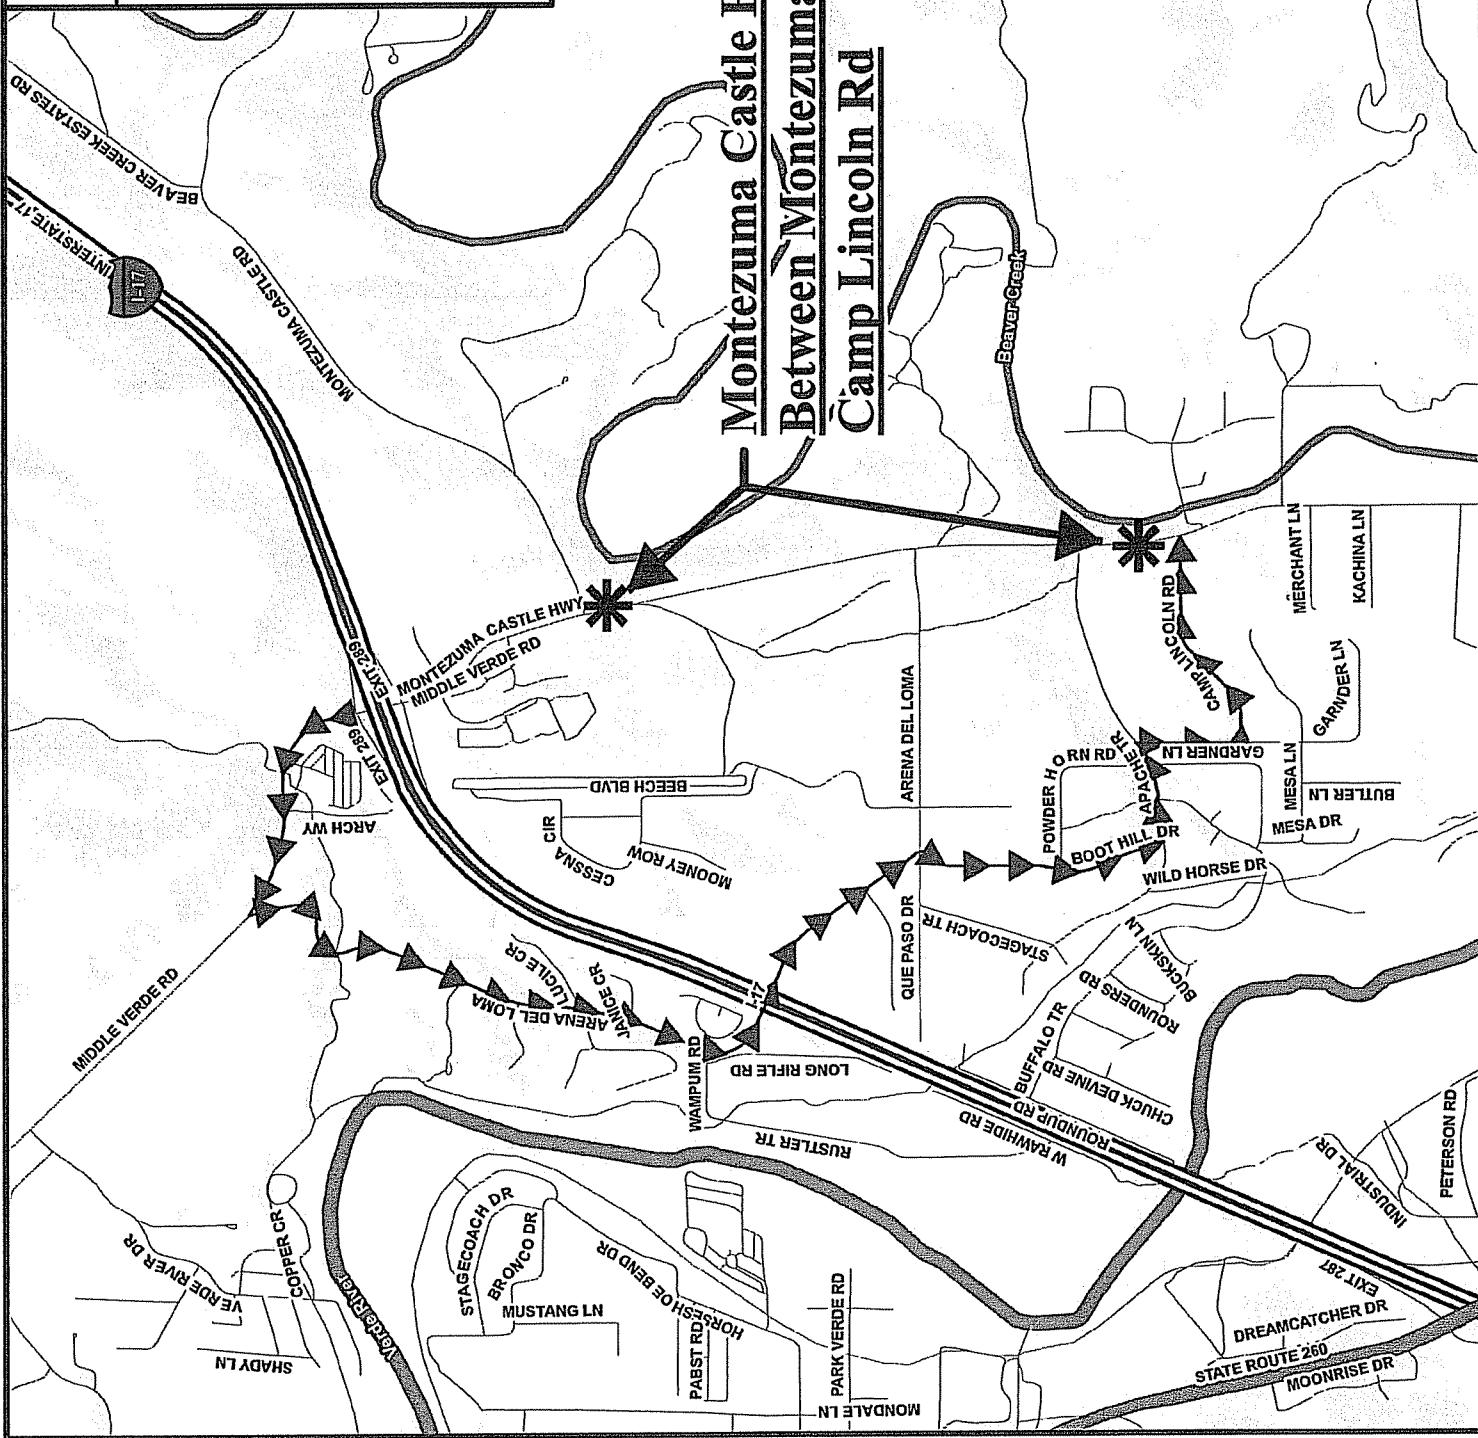 Montezuma Castle H
Between Montezuma
Camp Lincoln Rd
BEAVER CREEK ESTATES RD
INTERSTATE 17
I-17
MONTEZUMA CASTLE RD
Beaver Creek
EXIT 289
EXIT 289
MONTEZUMA CASTLE HWY
MIDDLE VERDE RD
ARCH WY
BEECH BLVD
CESSNA CIR
MOONEY ROW
ARENA DEL LOMA
MERCHANT LN
KACHINA LN
CAMP LINCOLN RD
GARNDER LN
GARDNER LN
POWDER HORN RD
APACHE TR
MESA LN
BUTLER LN
MESA DR
BOOT HILL DR
WILD HORSE DR
MIDDLE VERDE RD
LUCILE CR
JANICE CR
ARENA DEL LOMA
I-17
QUE PASO DR
STAGECOACH TR
BUCKSKIN LN
ROUNDERS RD
BUFFALO TR
CHUCK DEVINE RD
WAMPUM RD
LONG RIFLE RD
ROUNDUP RD
W RAWHIDE RD
RUSTLER TR
INDUSTRIAL DR
PETERSON RD
STAGECOACH DR
BRONCO DR
MUSTANG LN
HORSESHOE BEND DR
PABST RD
PARK VERDE RD
MONDALE LN
VERDE RIVER DR
COPPER CR
SHADY LN
Verde River
EXIT 287
DREAMCATCHER DR
STATE ROUTE 260
MOONRISE DR